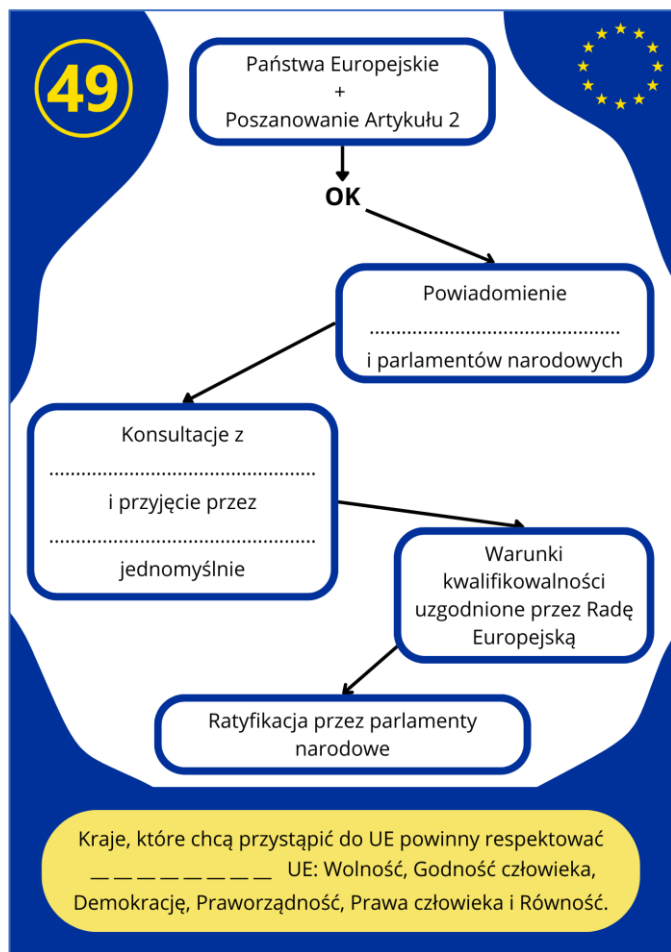 49
Państwa Europejskie
+
Poszanowanie Artykułu 2
OK
Powiadomienie
................................................
i parlamentów narodowych
Konsultacje z
...................................................
i przyjęcie przez
...................................................
jednomyślnie
Warunki
kwalifikowalności
uzgodnione przez Radę
Europejską
Ratyfikacja przez parlamenty
narodowe
Kraje, które chcą przystąpić do UE powinny respektować
__ __ __ __ __ __ __ __ UE: Wolność, Godność człowieka,
Demokrację, Praworządność, Prawa człowieka i Równość.